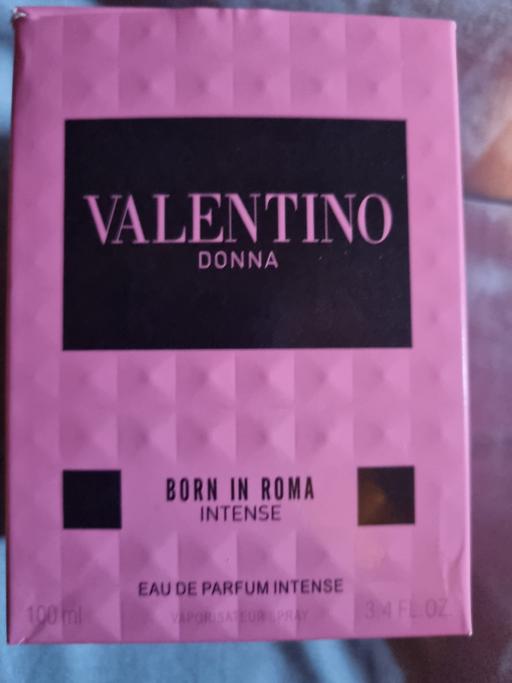 VALENTINO
DONNA
BORN IN ROMA
INTENSE
EAU DE PARFUM INTENSE
100 ml VAPORISATEUR SPRAY 3.4 FL.OZ.